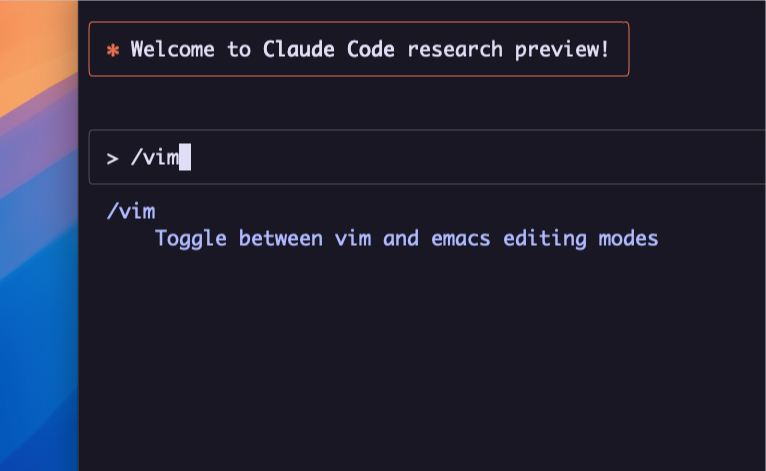 * Welcome to Claude Code research preview!
> /vim
/vim
Toggle between vim and emacs editing modes